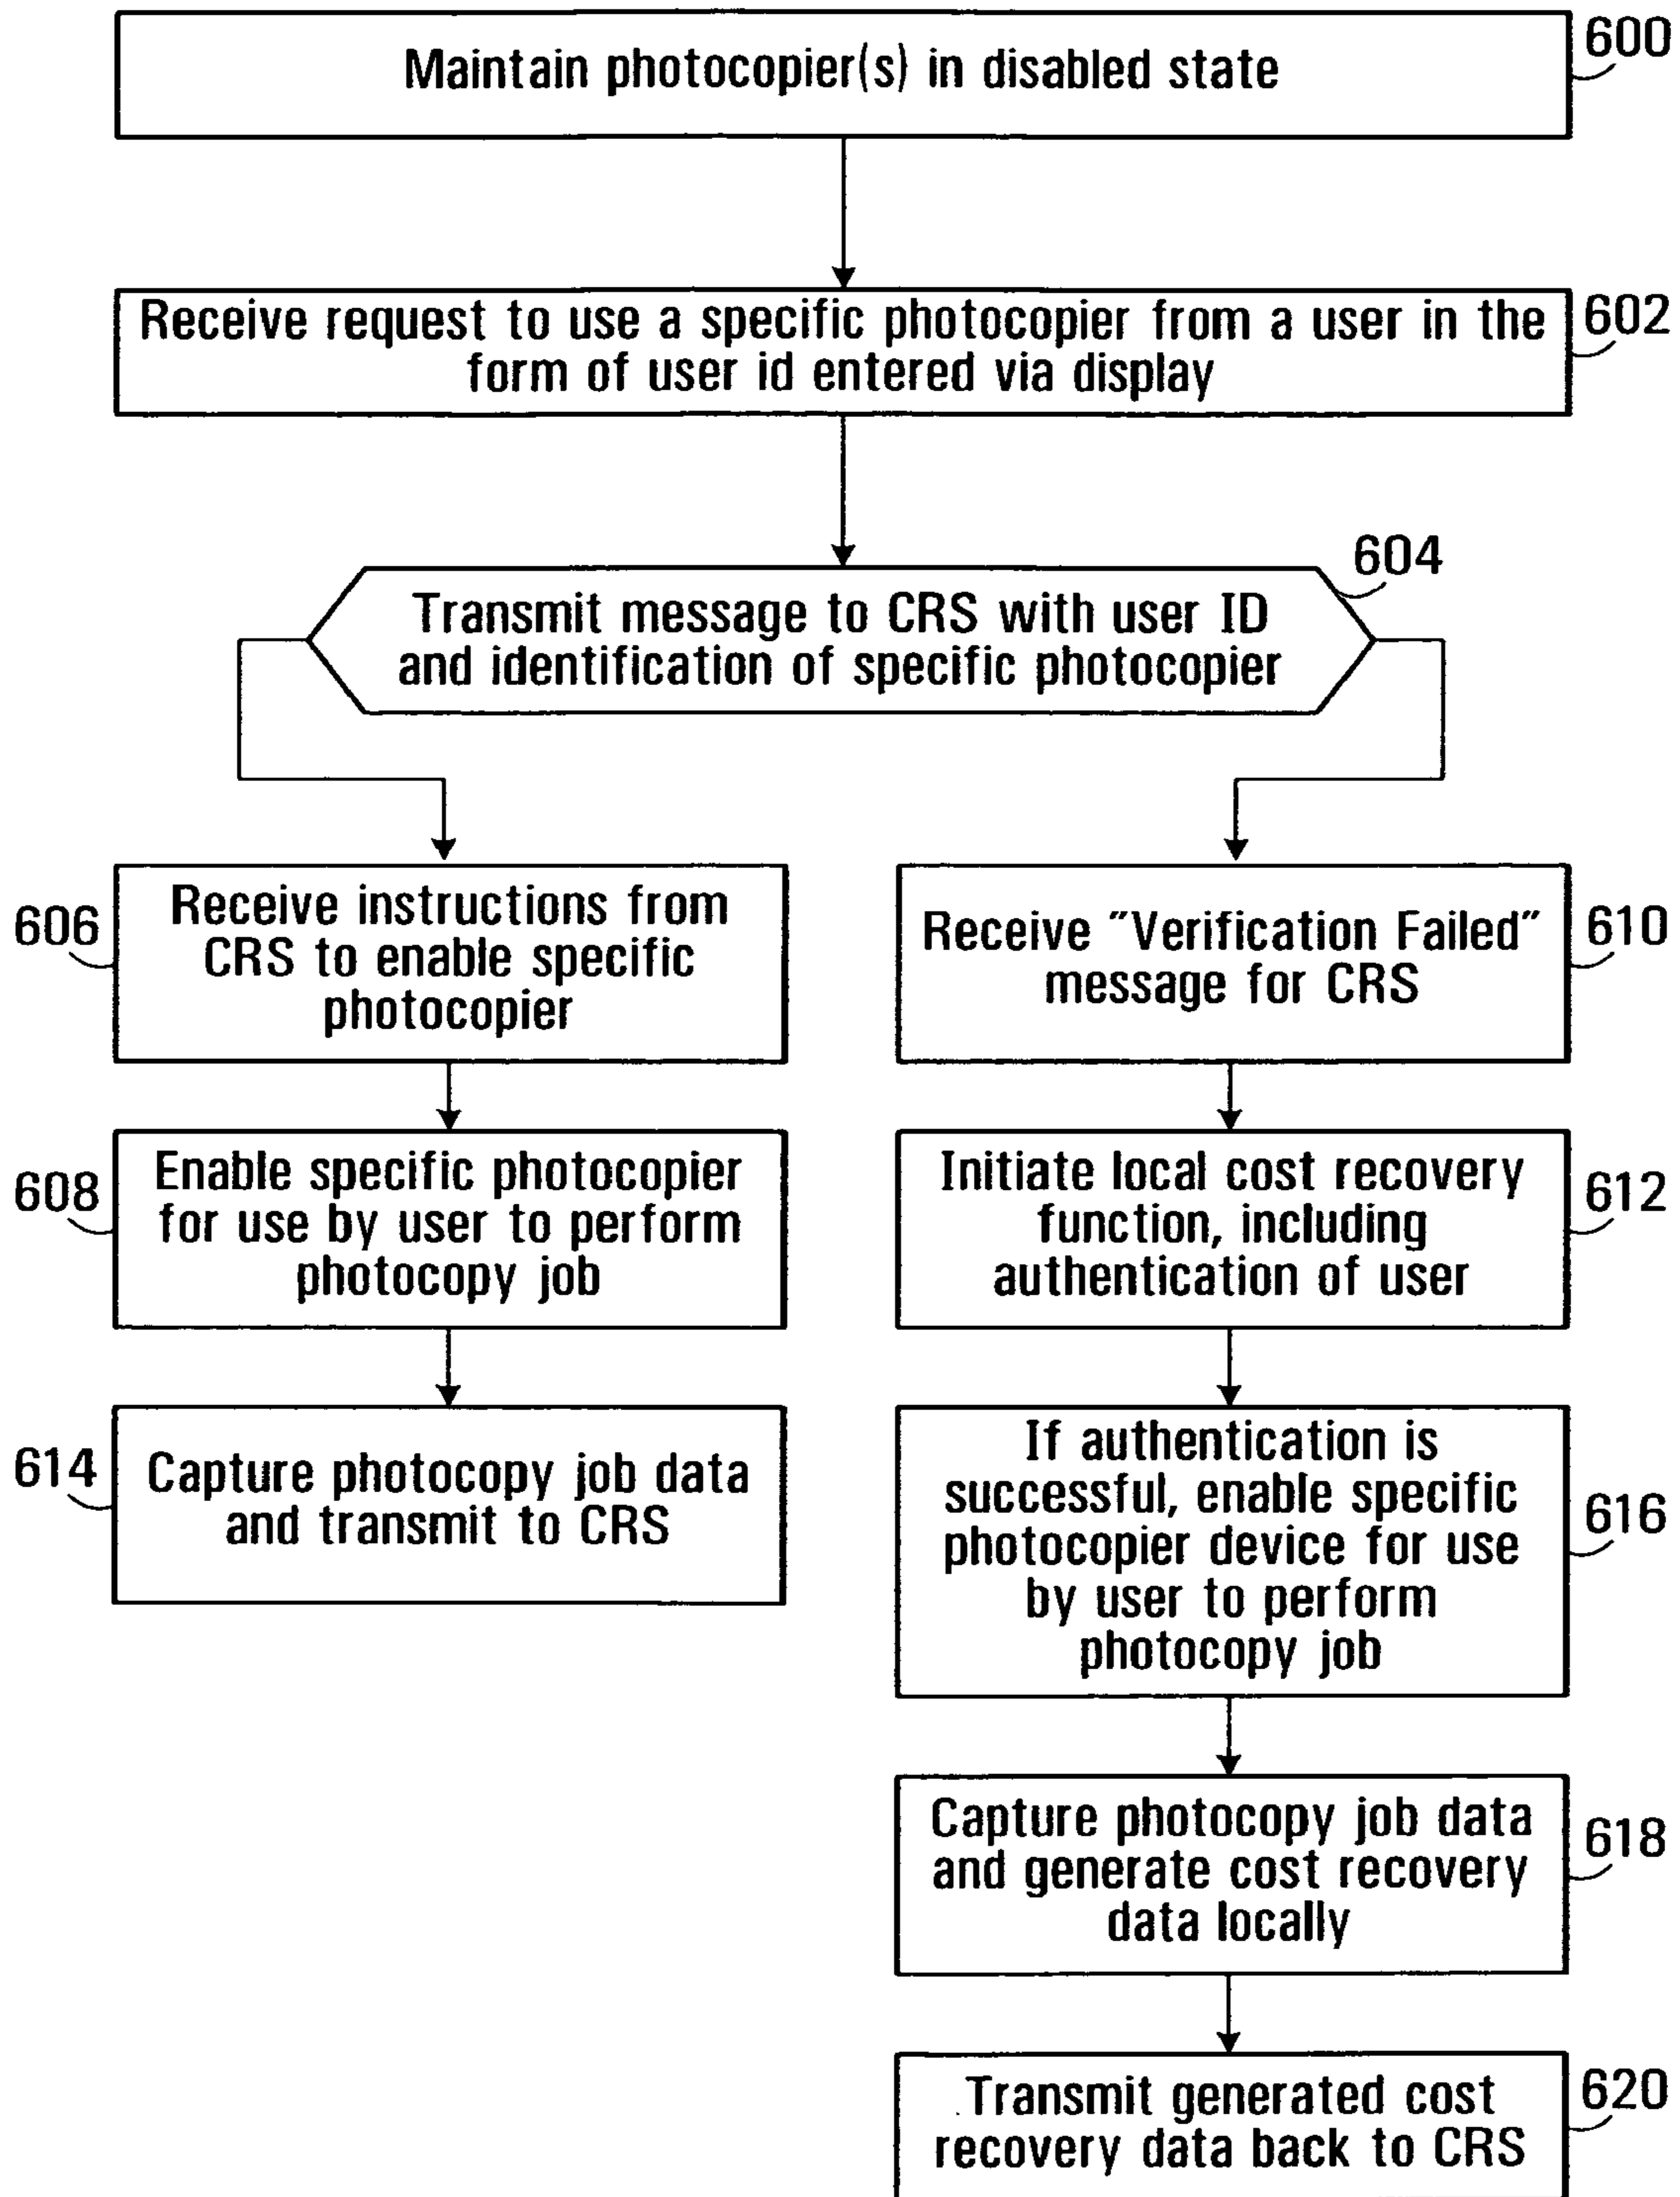 Maintain photocopier(s) in disabled state
600
Receive request to use a specific photocopier from a user in the
form of user id entered via display
602
604
Transmit message to CRS with user ID
and identification of specific photocopier
606
Receive instructions from
CRS to enable specific
photocopier
Receive "Verification Failed"
message for CRS
610
608
Enable specific photocopier
for use by user to perform
photocopy job
Initiate local cost recovery
function, including
authentication of user
612
614
Capture photocopy job data
and transmit to CRS
If authentication is
successful, enable specific
photocopier device for use
by user to perform
photocopy job
616
Capture photocopy job data
and generate cost recovery
data locally
618
Transmit generated cost
recovery data back to CRS
620